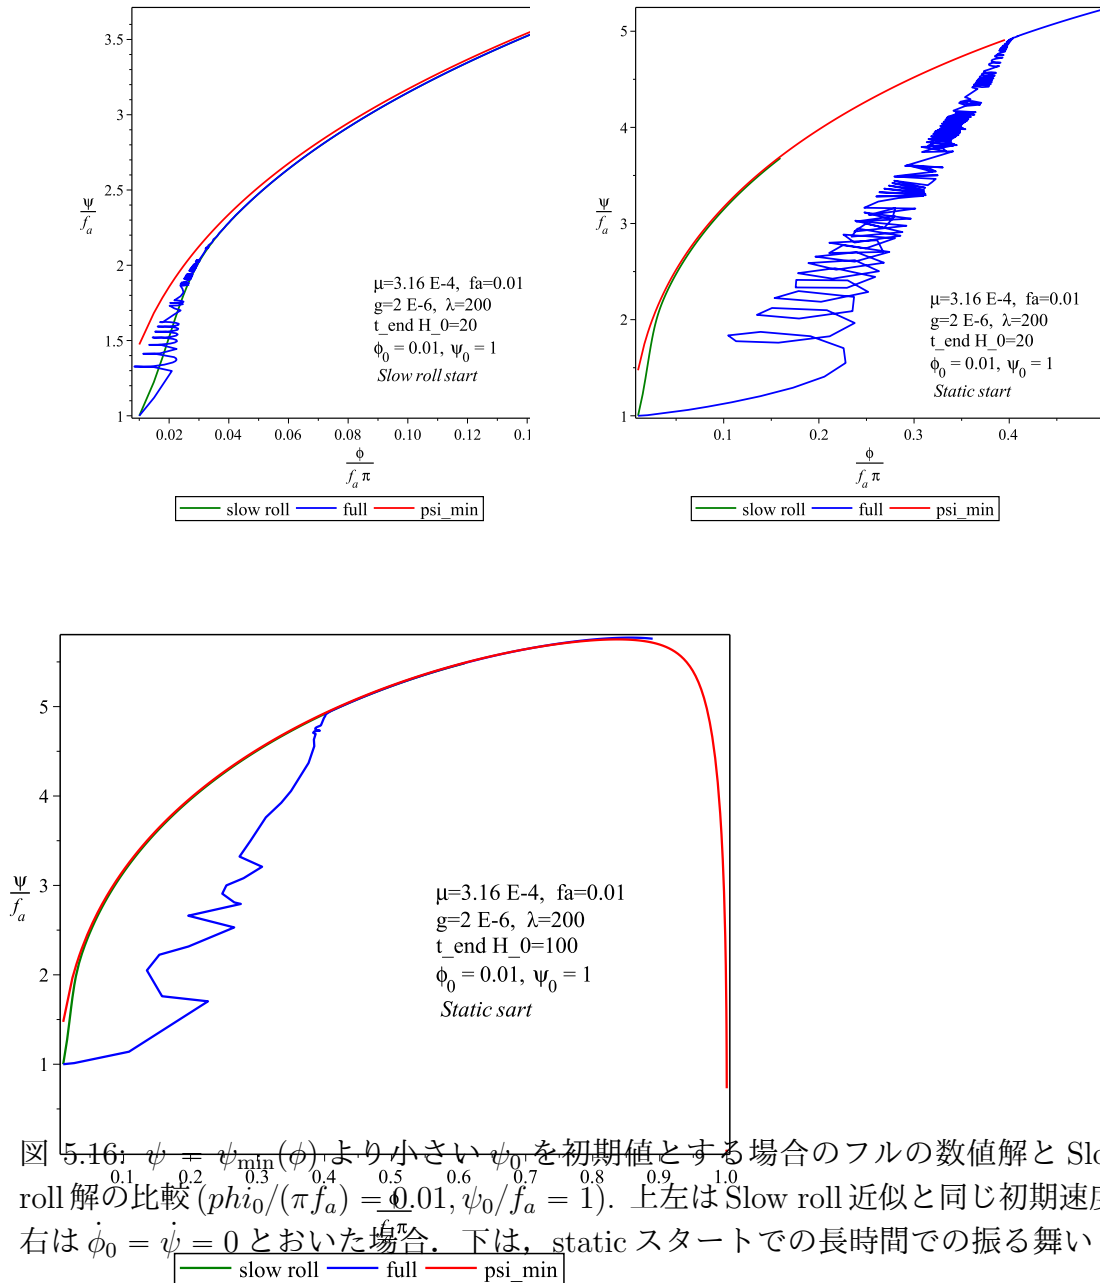 3.5
3
2.5
2
1.5
1
ψ
f_a
0.02 0.04 0.06 0.08 0.10 0.12 0.1
ϕ
f_a π
μ=3.16 E-4, fa=0.01
g=2 E-6, λ=200
t_end H_0=20
ϕ_0 = 0.01, ψ_0 = 1
Slow roll start
slow roll full psi_min
5
4
3
2
1
ψ
f_a
0.1 0.2 0.3 0.4
ϕ
f_a π
μ=3.16 E-4, fa=0.01
g=2 E-6, λ=200
t_end H_0=20
ϕ_0 = 0.01, ψ_0 = 1
Static start
slow roll full psi_min
5
4
3
2
1
ψ
f_a
μ=3.16 E-4, fa=0.01
g=2 E-6, λ=200
t_end H_0=100
ϕ_0 = 0.01, ψ_0 = 1
Static sart
図 5.16: ψ = ψ_min(ϕ) より小さい ψ_0 を初期値とする場合のフルの数値解と Slo
0.1 0.2 0.3 0.4 0.5 0.6 0.7 0.8 0.9 1.0
roll 解の比較 (phi_0/(πf_a) = 0.01, ψ_0/f_a = 1). 上左は Slow roll 近似と同じ初期速度
ϕ
f_a π
右は ϕ̇_0 = ψ̇ = 0 とおいた場合. 下は, static スタートでの長時間での振る舞い
slow roll full psi_min